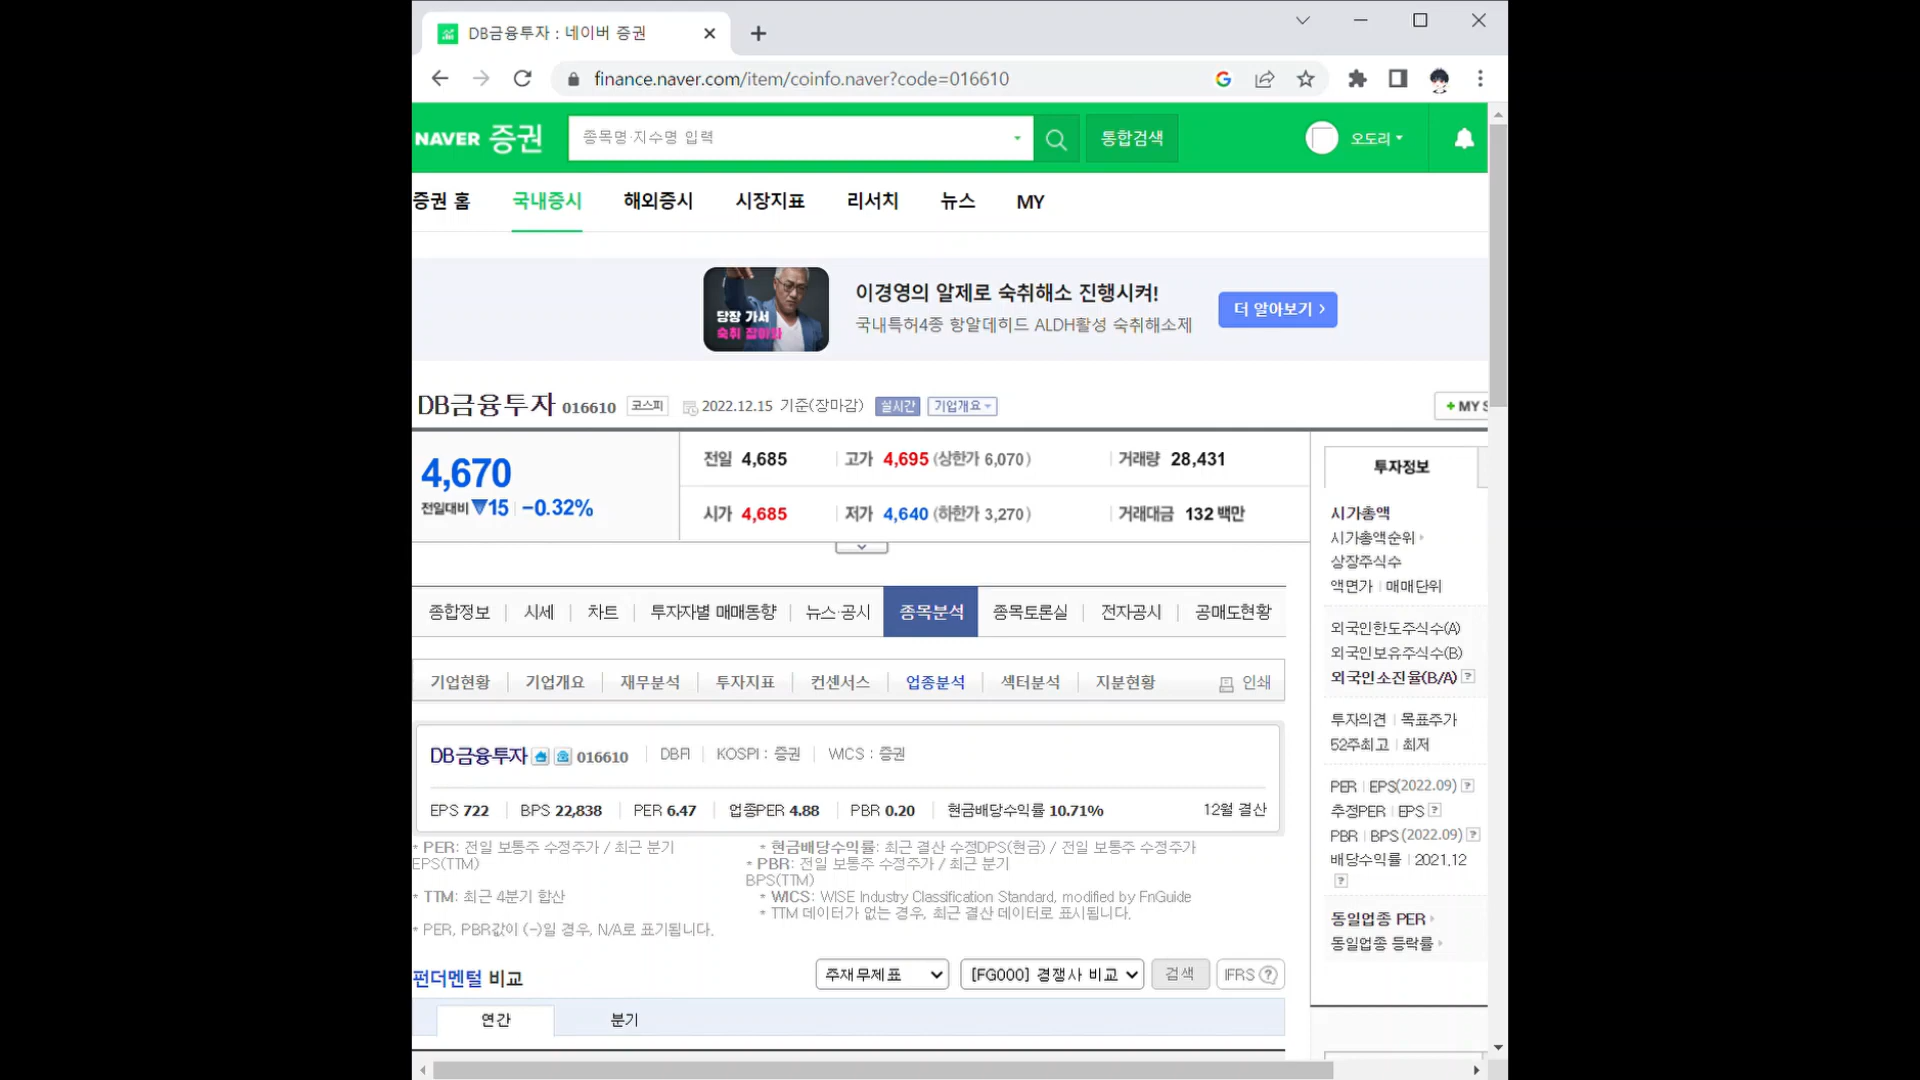 DB금융투자 : 네이버 증권
finance.naver.com/item/coinfo.naver?code=016610
NAVER 증권
종목명·지수명 입력
통합검색
오도리
증권 홈 국내증시 해외증시 시장지표 리서치 뉴스 MY
당장 가서
숙취 잡아와
이경영의 알제로 숙취해소 진행시켜!
국내특허4종 항알데히드 ALDH활성 숙취해소제
더 알아보기 >
DB금융투자 016610 코스피 2022.12.15 기준(장마감) 실시간 기업개요
+ MY S
4,670
전일대비 ▼15 -0.32%
전일 4,685 고가 4,695 (상한가 6,070) 거래량 28,431
시가 4,685 저가 4,640 (하한가 3,270) 거래대금 132 백만
종합정보 시세 차트 투자자별 매매동향 뉴스·공시 종목분석 종목토론실 전자공시 공매도현황
기업현황 기업개요 재무분석 투자지표 컨센서스 업종분석 섹터분석 지분현황 인쇄
DB금융투자 016610 DBFI KOSPI : 증권 WICS : 증권
EPS 722 BPS 22,838 PER 6.47 업종PER 4.88 PBR 0.20 현금배당수익률 10.71% 12월 결산
* PER: 전일 보통주 수정주가 / 최근 분기
EPS(TTM)
* TTM: 최근 4분기 합산
* PER, PBR값이 (-)일 경우, N/A로 표기됩니다.
* 현금배당수익률: 최근 결산 수정DPS(현금) / 전일 보통주 수정주가
* PBR: 전일 보통주 수정주가 / 최근 분기
BPS(TTM)
* WICS: WISE Industry Classification Standard, modified by FnGuide
* TTM 데이터가 없는 경우, 최근 결산 데이터로 표시됩니다.
펀더멘털 비교
주재무제표 [FG000] 경쟁사 비교 검색 IFRS ?
연간 분기
투자정보
시가총액
시가총액순위
상장주식수
액면가 | 매매단위
외국인한도주식수(A)
외국인보유주식수(B)
외국인소진율(B/A) ?
투자의견 | 목표주가
52주최고 | 최저
PER | EPS(2022.09) ?
추정PER | EPS ?
PBR | BPS (2022.09) ?
배당수익률 | 2021.12
?
동일업종 PER
동일업종 등락률